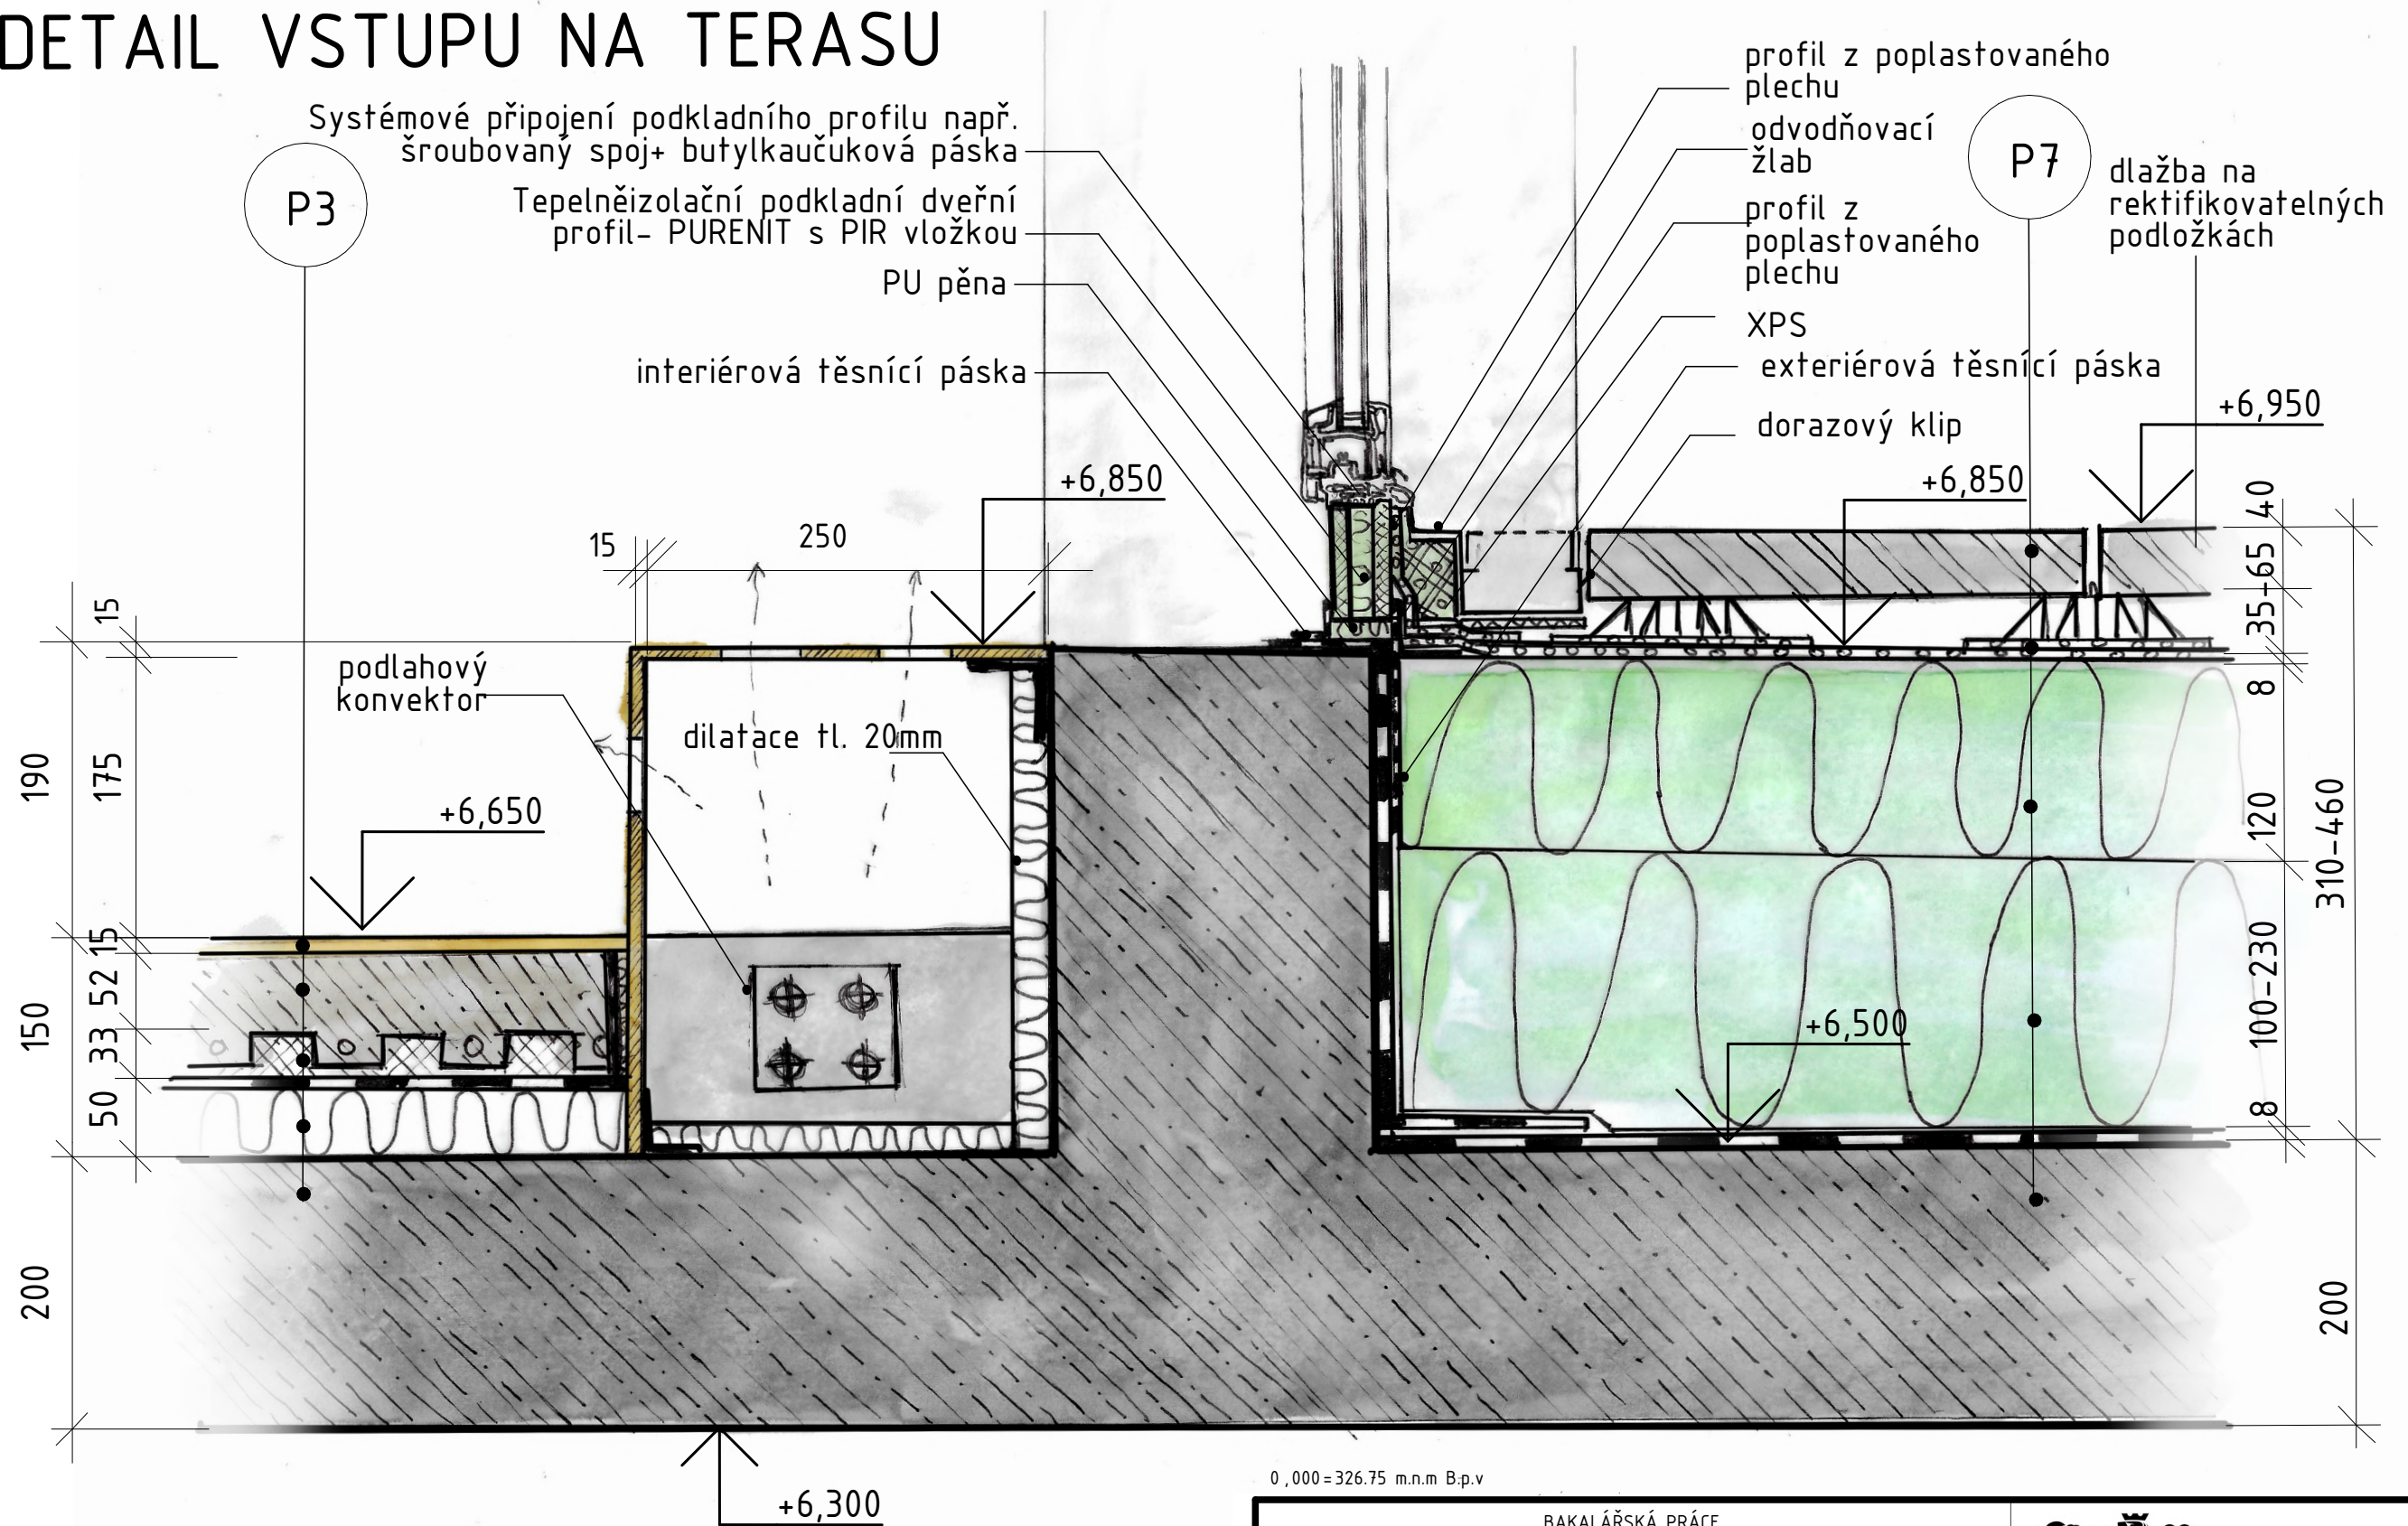 DETAIL VSTUPU NA TERASU
Systémové připojení podkladního profilu např.
šroubovaný spoj+ butylkaučuková páska
Tepelněizolační podkladní dveřní
profil- PURENIT s PIR vložkou
PU pěna
interiérová těsnící páska
P3
profil z poplastovaného
plechu
odvodňovací
žlab
profil z
poplastovaného
plechu
XPS
exteriérová těsnící páska
dorazový klip
P7
dlažba na
rektifikovatelných
podložkách
+6,950
+6,850
+6,850
15
250
15
podlahový
konvektor
dilatace tl. 20mm
+6,650
190
175
15
52
33
50
150
200
40
35-65
8
120
310-460
100-230
8
200
+6,500
+6,300
0,000=326.75 m.n.m B.p.v
BAKALÁŘSKÁ PRÁCE